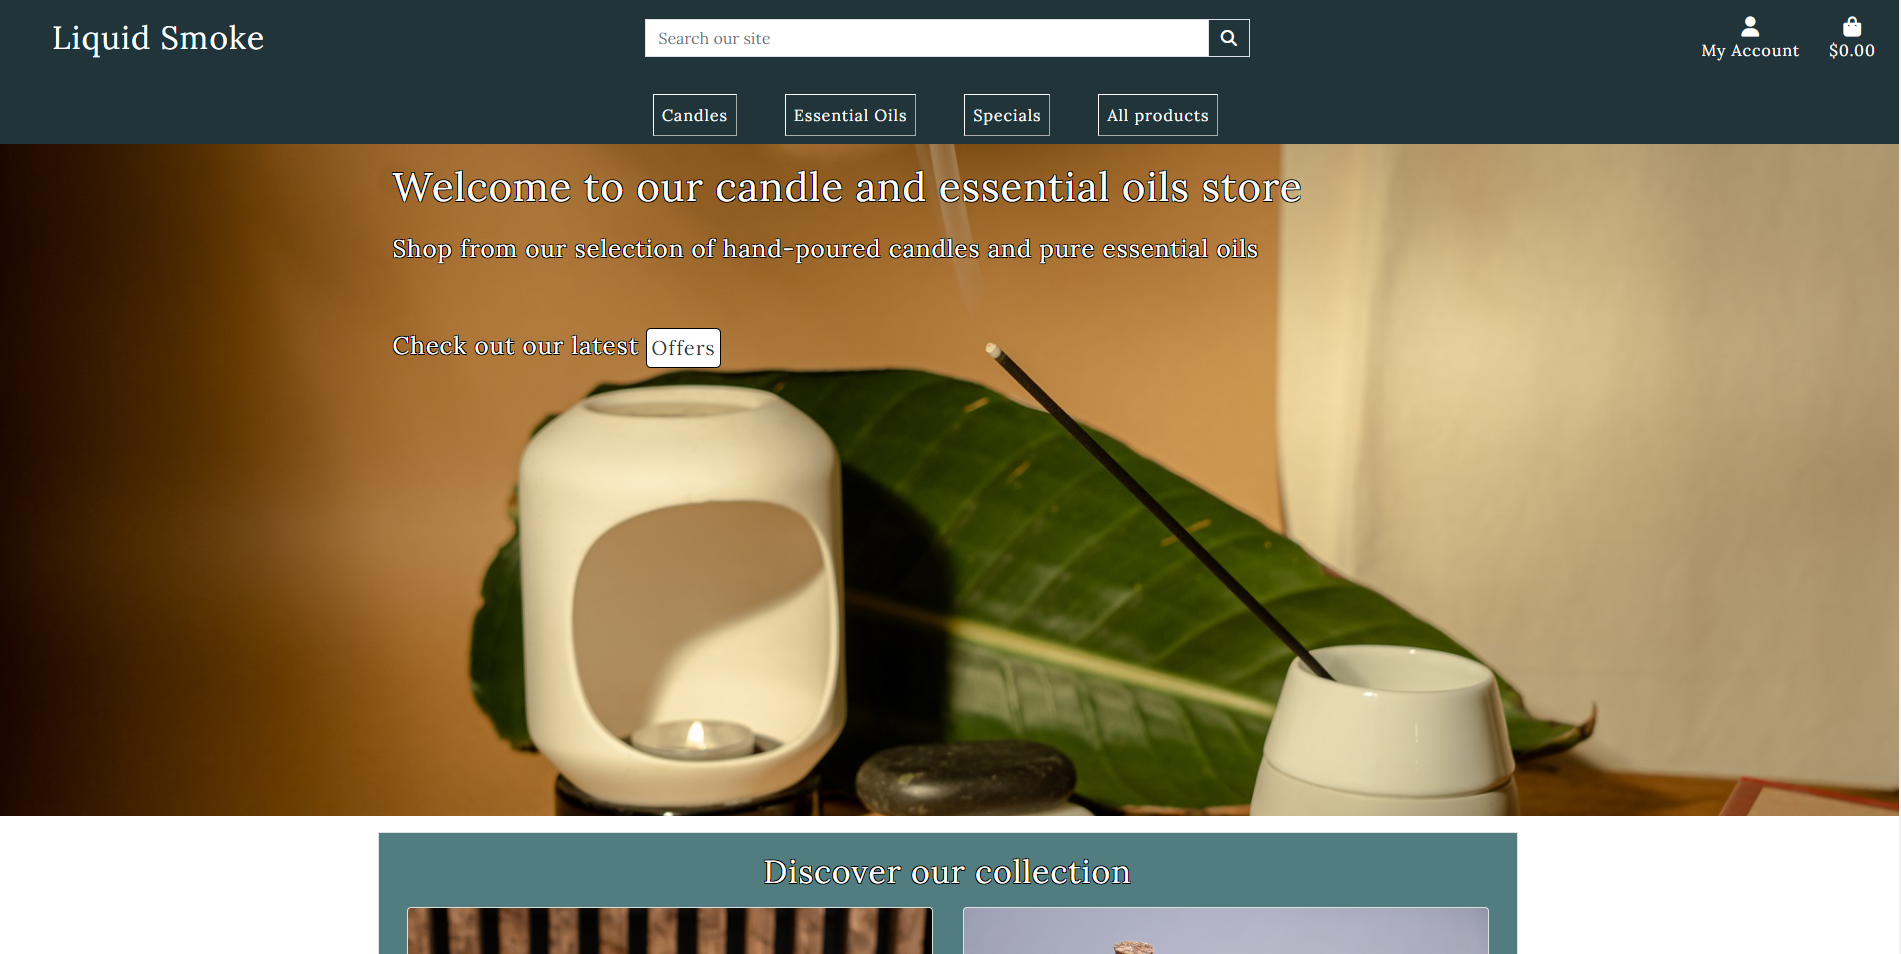 Liquid Smoke
Search our site
My Account
$0.00
Candles
Essential Oils
Specials
All products
Welcome to our candle and essential oils store
Shop from our selection of hand-poured candles and pure essential oils
Check out our latest Offers
Discover our collection